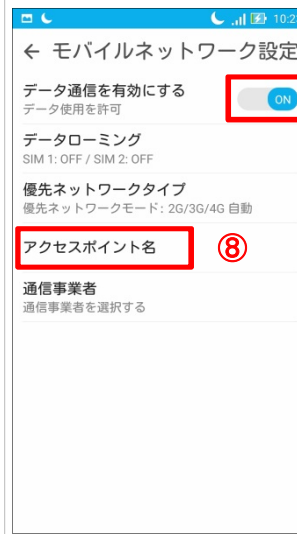 10:2
← モバイルネットワーク設定
データ通信を有効にする
データ使用を許可
ON
データローミング
SIM 1: OFF / SIM 2: OFF
優先ネットワークタイプ
優先ネットワークモード: 2G/3G/4G 自動
アクセスポイント名
⑧
通信事業者
通信事業者を選択する